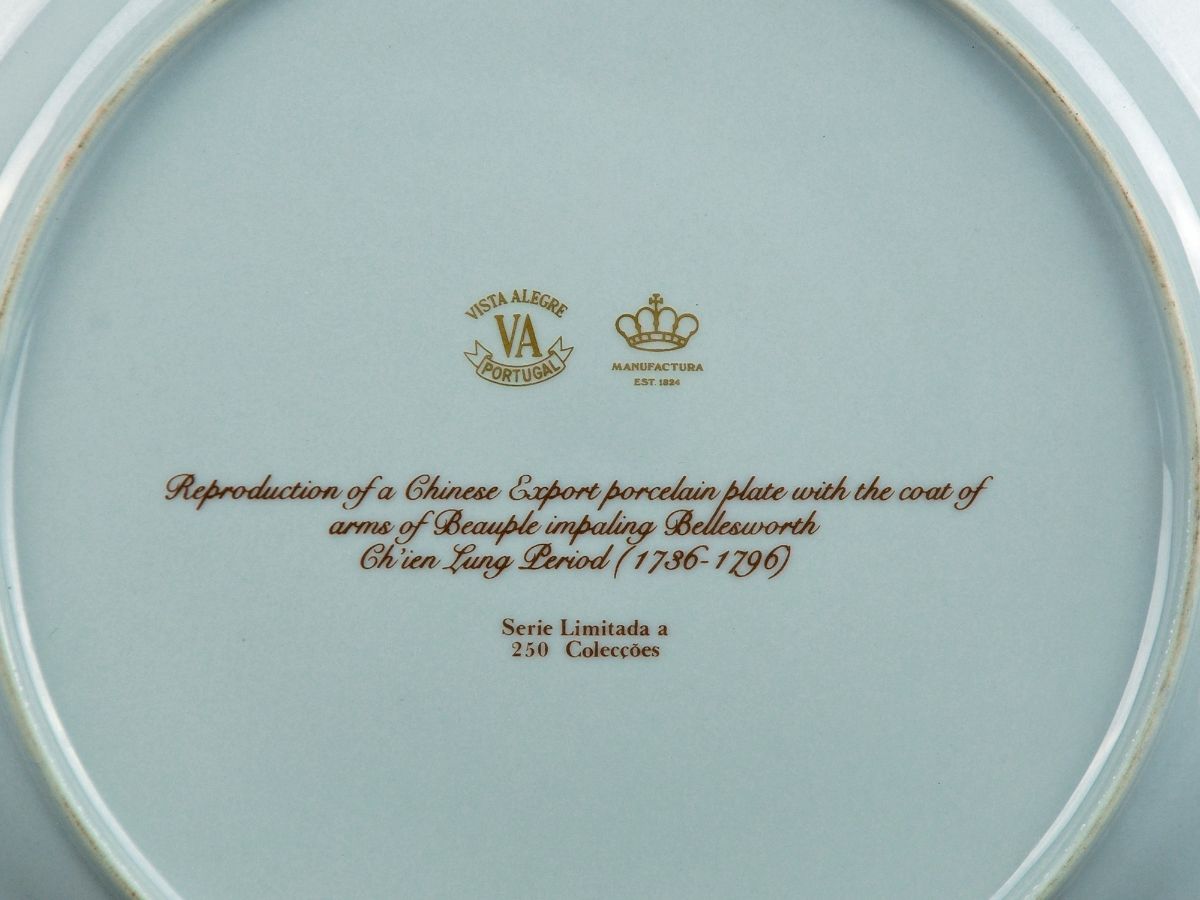 VISTA ALEGRE
VA
PORTUGAL
MANUFACTURA
EST. 1824
Reproduction of a Chinese Export porcelain plate with the coat of
arms of Beauple impaling Bellesworth
Ch'ien Lung Period (1736-1796)
Serie Limitada a
250 Colecções